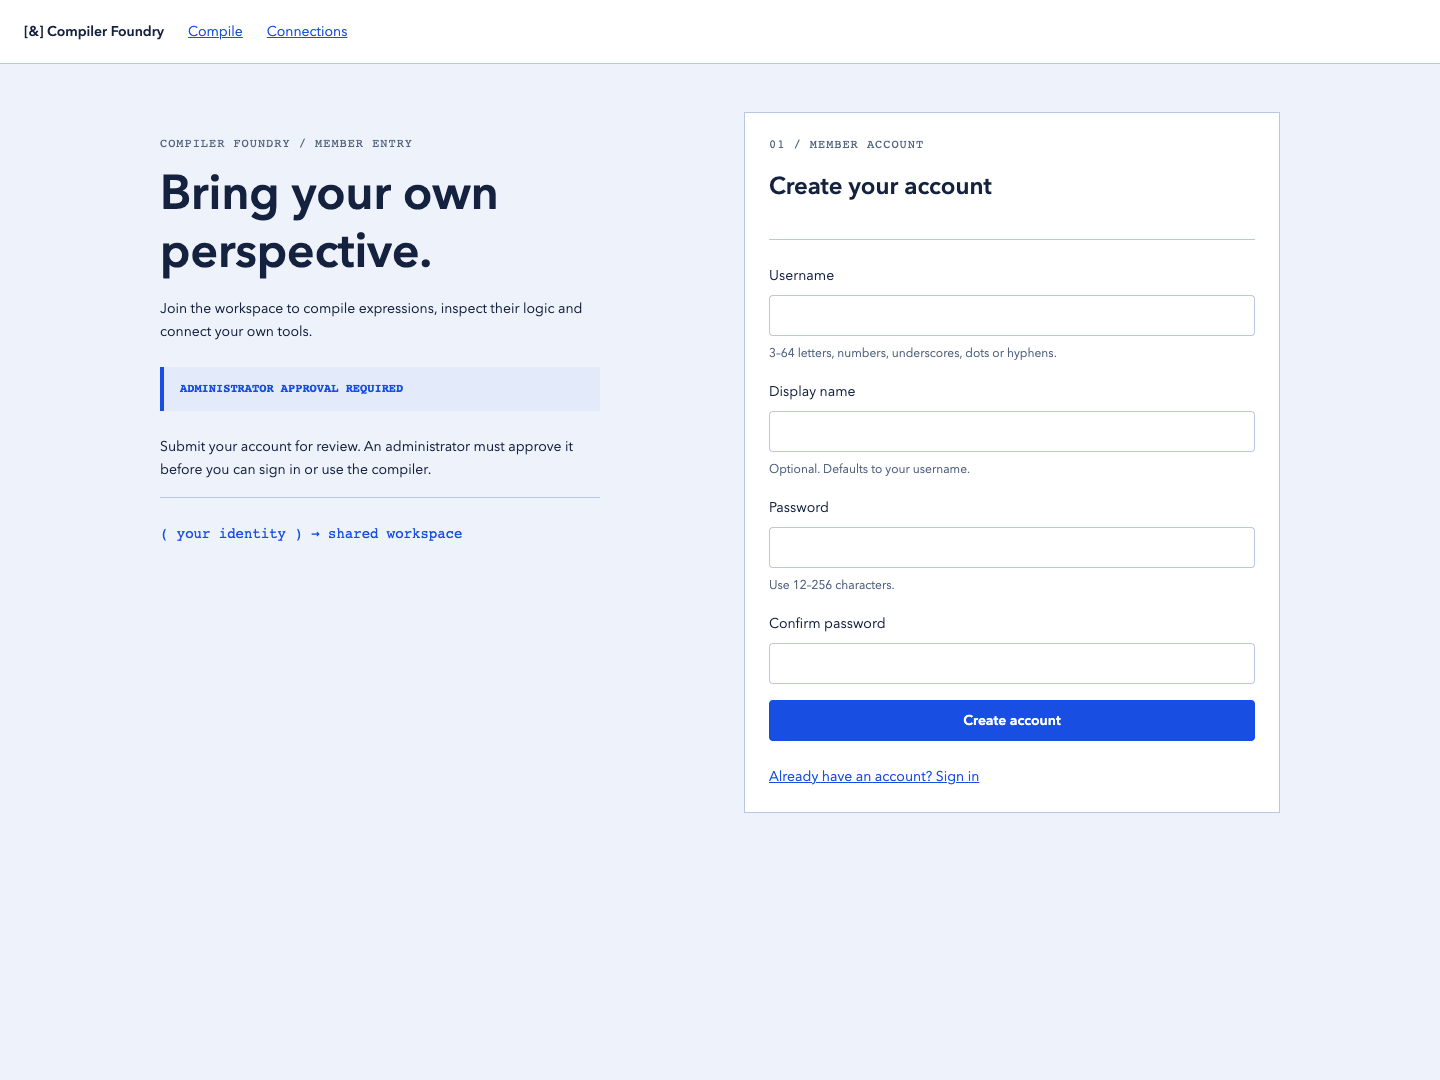 [&] Compiler Foundry Compile Connections
COMPILER FOUNDRY / MEMBER ENTRY
Bring your own
perspective.
Join the workspace to compile expressions, inspect their logic and
connect your own tools.
ADMINISTRATOR APPROVAL REQUIRED
Submit your account for review. An administrator must approve it
before you can sign in or use the compiler.
( your identity ) → shared workspace
01 / MEMBER ACCOUNT
Create your account
Username
3–64 letters, numbers, underscores, dots or hyphens.
Display name
Optional. Defaults to your username.
Password
Use 12–256 characters.
Confirm password
Create account
Already have an account? Sign in